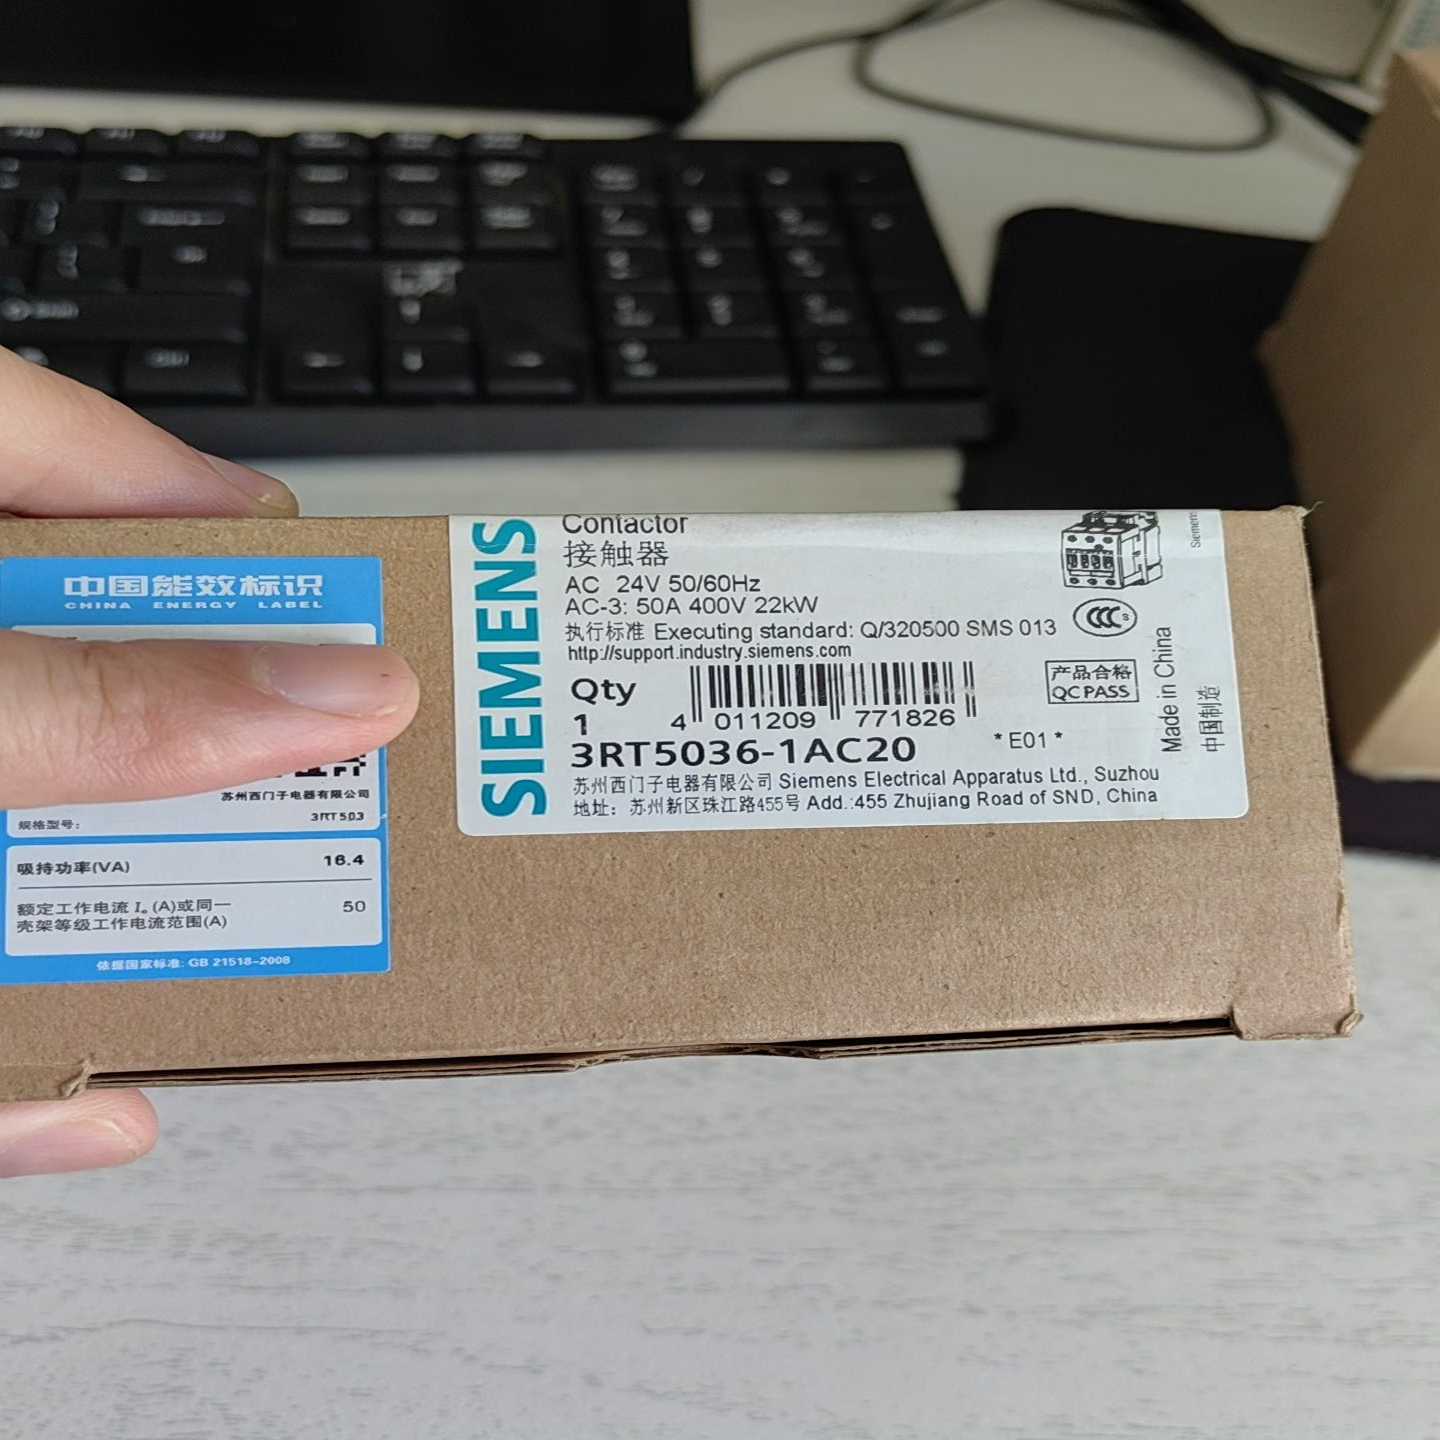 中国能效标识
CHINA ENERGY LABEL
苏州西门子电器有限公司
规格型号: 3RT503
吸持功率(VA) 16.4
额定工作电流 Iₑ (A)或同一 50
壳架等级工作电流范围(A)
依据国家标准: GB 21518-2008
SIEMENS
Contactor
接触器
AC 24V 50/60Hz
AC-3: 50A 400V 22kW
执行标准 Executing standard: Q/320500 SMS 013
http://support.industry.siemens.com
Qty
1
4 011209 771826
3RT5036-1AC20
* E01 *
苏州西门子电器有限公司 Siemens Electrical Apparatus Ltd., Suzhou
地址: 苏州新区珠江路455号 Add.:455 Zhujiang Road of SND, China
CCC S
产品合格
QC PASS
Made in China
中国制造
Siemens